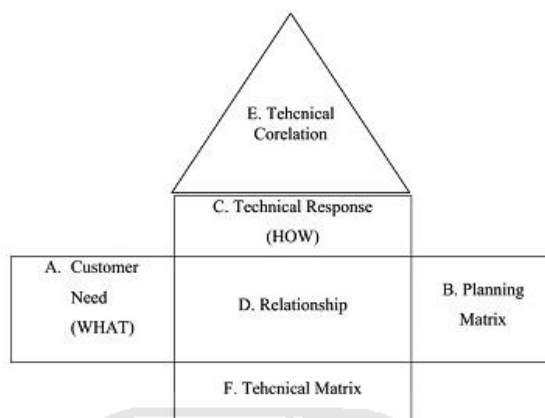 E. Tehcnical
Corelation
C. Technical Response
(HOW)
A. Customer
Need
(WHAT)
D. Relationship
B. Planning
Matrix
F. Tehcnical Matrix